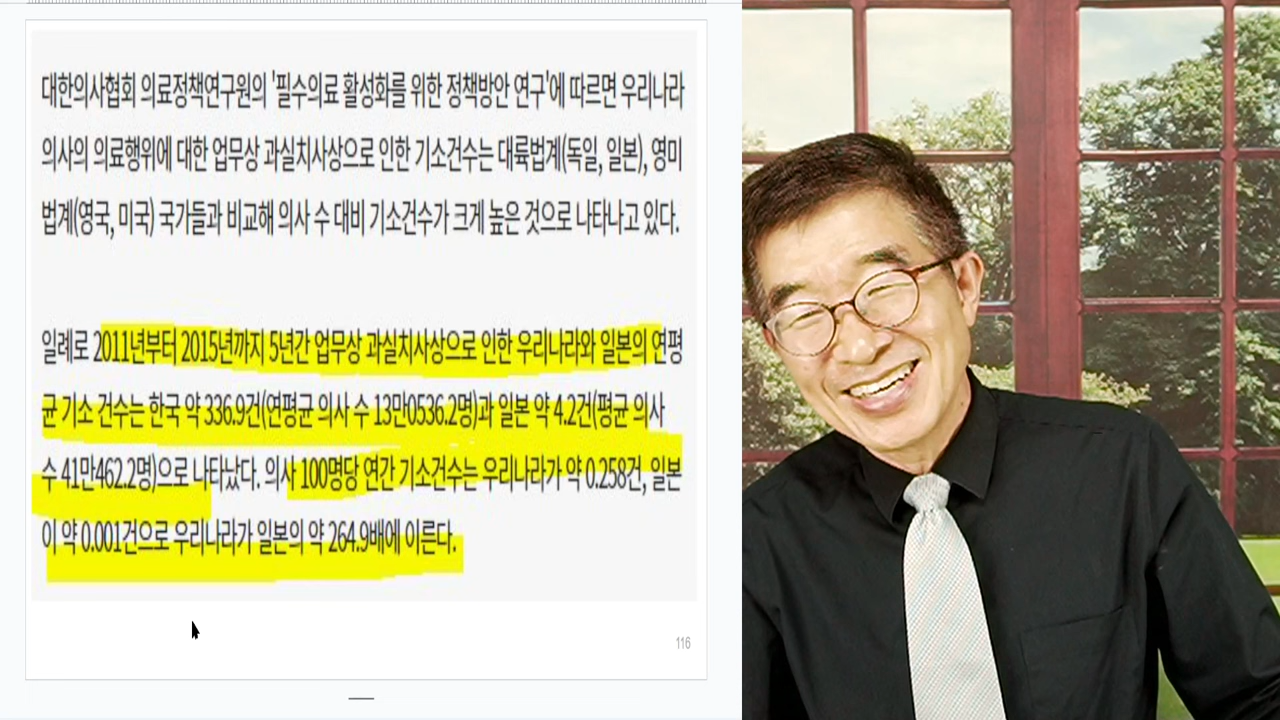 대한의사협회 의료정책연구원의 '필수의료 활성화를 위한 정책방안 연구'에 따르면 우리나라
의사의 의료행위에 대한 업무상 과실치사상으로 인한 기소건수는 대륙법계(독일, 일본), 영미
법계(영국, 미국) 국가들과 비교해 의사 수 대비 기소건수가 크게 높은 것으로 나타나고 있다.
일례로 2011년부터 2015년까지 5년간 업무상 과실치사상으로 인한 우리나라와 일본의 연평
균 기소 건수는 한국 약 336.9건(연평균 의사 수 13만0536.2명)과 일본 약 4.2건(평균 의사
수 41만462.2명)으로 나타났다. 의사 100명당 연간 기소건수는 우리나라가 약 0.258건, 일본
이 약 0.001건으로 우리나라가 일본의 약 264.9배에 이른다.
116